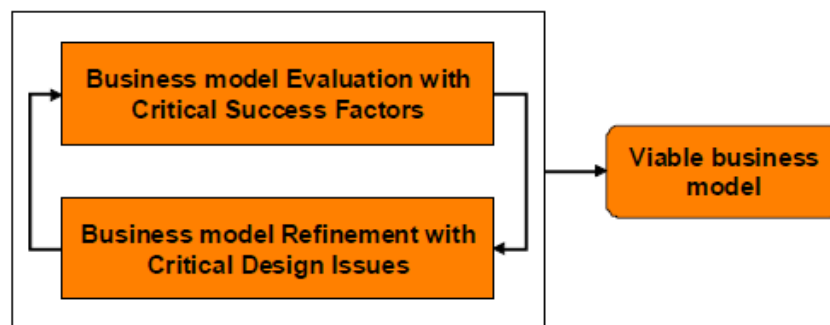 Business model Evaluation with
Critical Success Factors
Viable business
model
Business model Refinement with
Critical Design Issues